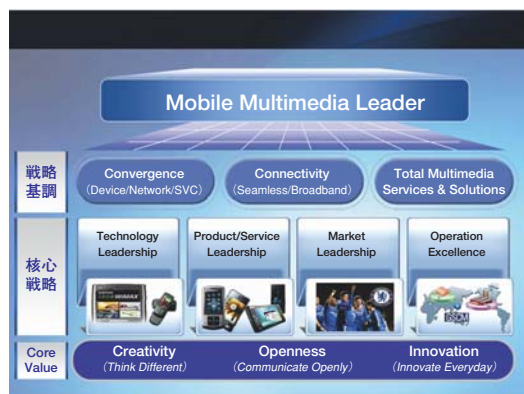 Mobile Multimedia Leader
戦略
基調
Convergence
(Device/Network/SVC)
Connectivity
(Seamless/Broadband)
Total Multimedia
Services & Solutions
核心
戦略
Technology
Leadership
Product/Service
Leadership
Market
Leadership
Operation
Excellence
Core
Value
Creativity
(Think Different)
Openness
(Communicate Openly)
Innovation
(Innovate Everyday)